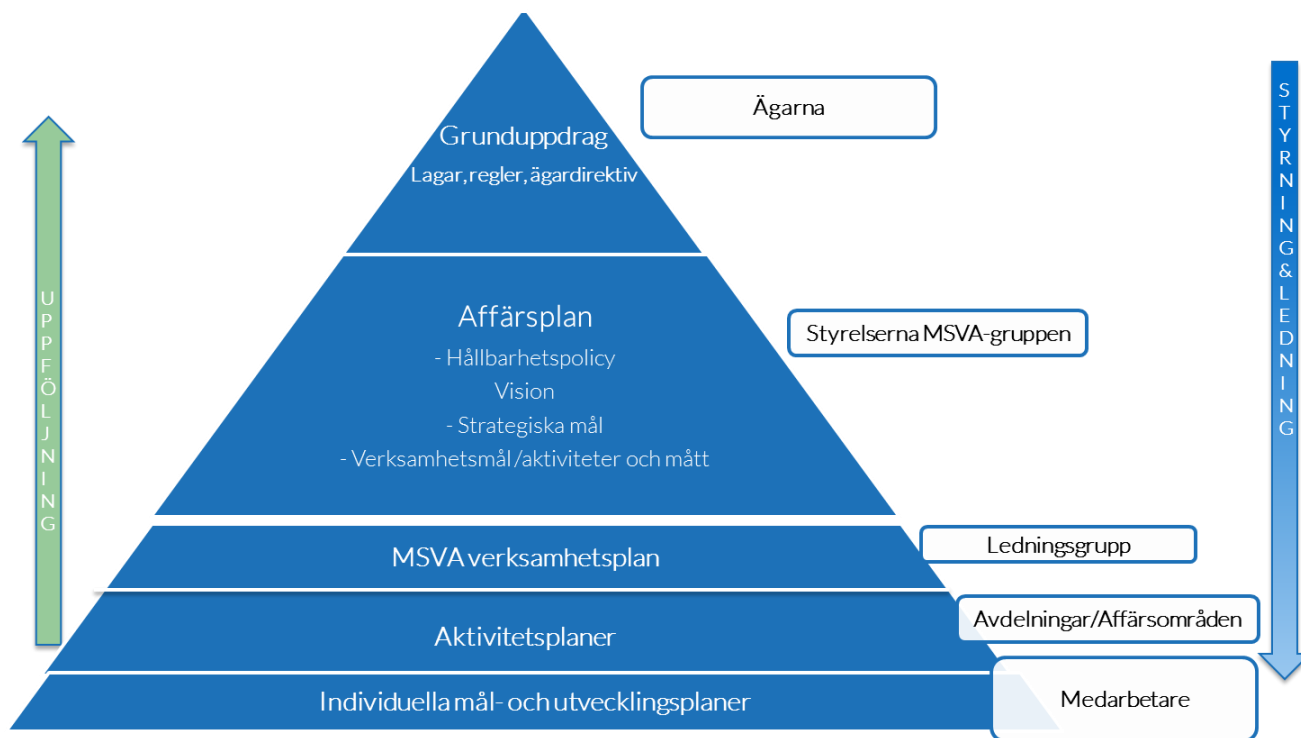 Grunduppdrag
Lagar, regler, ägardirektiv
Ägarna
Affärsplan
- Hållbarhetspolicy
Vision
- Strategiska mål
- Verksamhetsmål/aktiviteter och mått
Styrelserna MSVA-gruppen
MSVA verksamhetsplan
Ledningsgrupp
Aktivitetsplaner
Avdelningar/Affärsområden
Individuella mål- och utvecklingsplaner
Medarbetare
UPPFÖLJNING
STYRNING&LEDNING